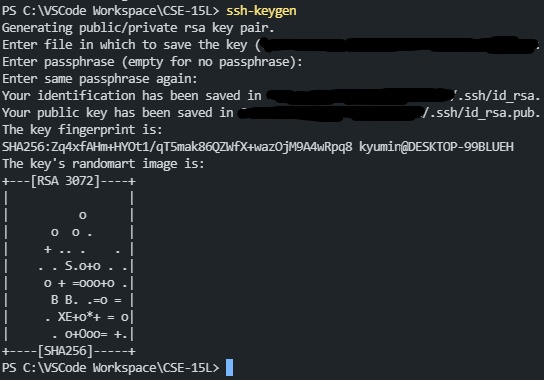 PS C:\VSCode Workspace\CSE-15L> ssh-keygen
Generating public/private rsa key pair.
Enter file in which to save the key (
Enter passphrase (empty for no passphrase):
Enter same passphrase again:
Your identification has been saved in /.ssh/id_rsa.
Your public key has been saved in /.ssh/id_rsa.pub.
The key fingerprint is:
SHA256:Zq4xfAHm+HYOt1/qT5mak86QZWfX+wazOjM9A4wRpq8 kyumin@DESKTOP-99BLUEH
The key's randomart image is:
+---[RSA 3072]----+
|                 |
|          o      |
|      o  o .     |
|     + .. .    . |
|    . . S.o+o . .|
|     o + =ooo+o .|
|      B B. .=o = |
|     . XE+o*+ = o|
|      . o+Ooo= +.|
+----[SHA256]-----+
PS C:\VSCode Workspace\CSE-15L>